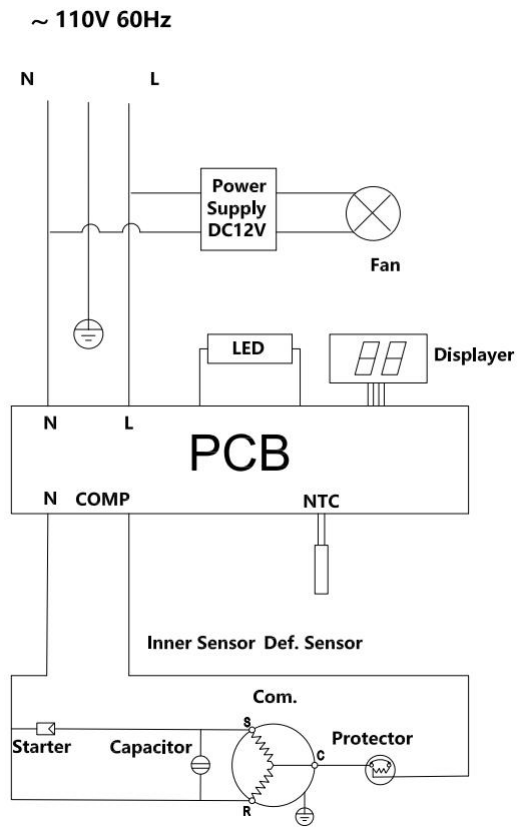 ~ 110V 60Hz
N L
Power
Supply
DC12V
Fan
LED
88
Displayer
N L
PCB
N COMP NTC
Inner Sensor Def. Sensor
Com.
S
Starter Capacitor C Protector
R